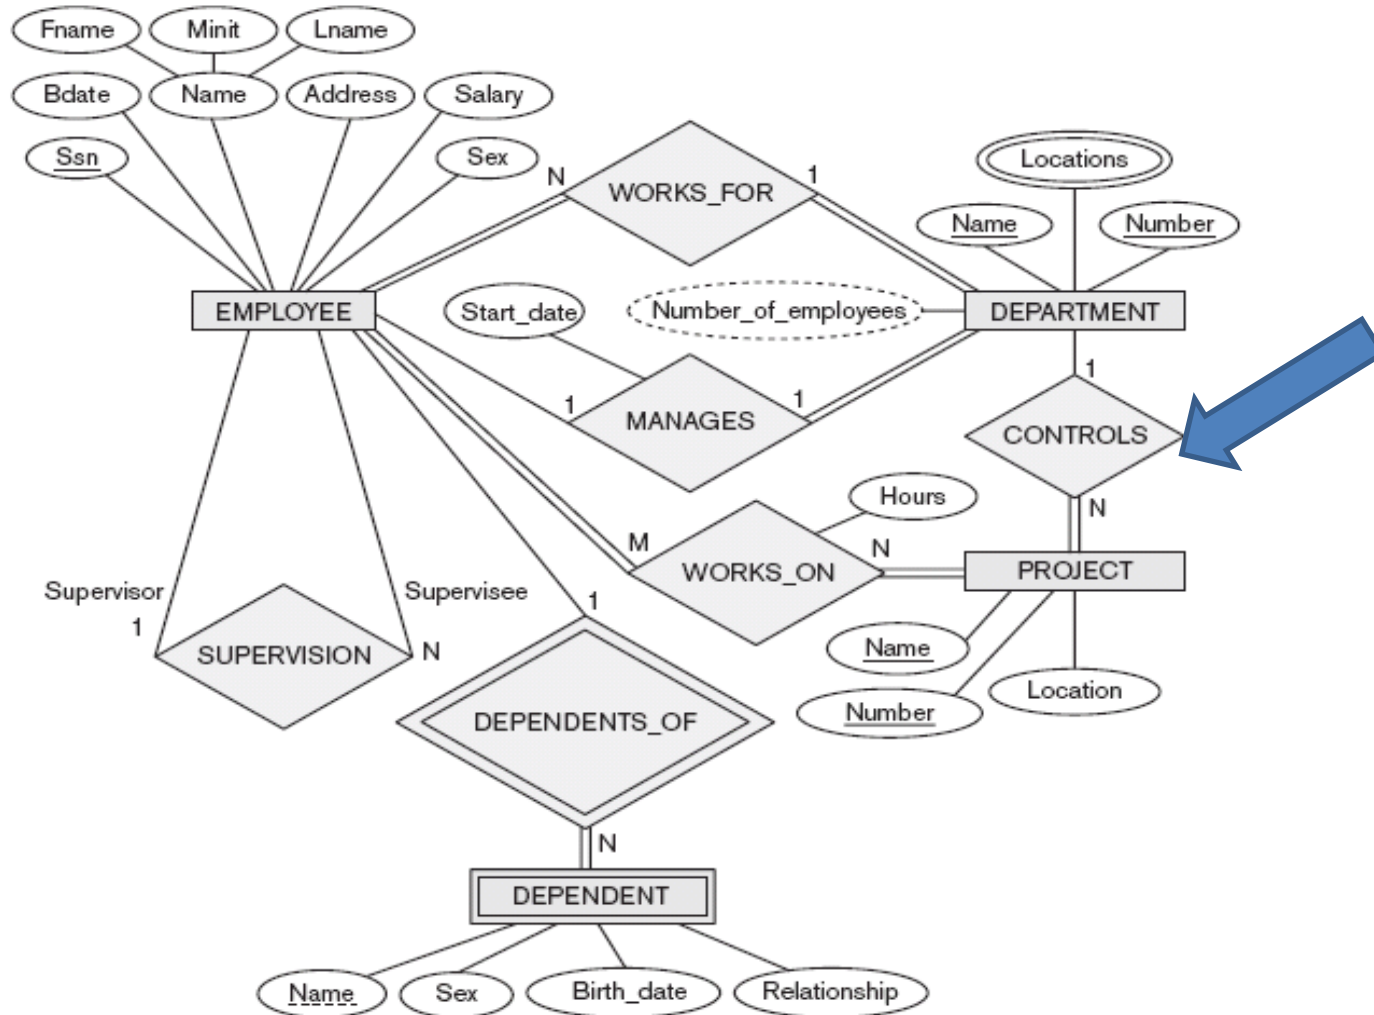 Fname Minit Lname
Bdate Name Address Salary
Ssn Sex
N WORKS_FOR 1
Locations
Name Number
EMPLOYEE Start_date Number_of_employees DEPARTMENT
1 MANAGES 1
1
CONTROLS
N
Hours
M WORKS_ON N
PROJECT
Name
Number
Location
Supervisor Supervisee
1 SUPERVISION N
1
DEPENDENTS_OF
N
DEPENDENT
Name Sex Birth_date Relationship